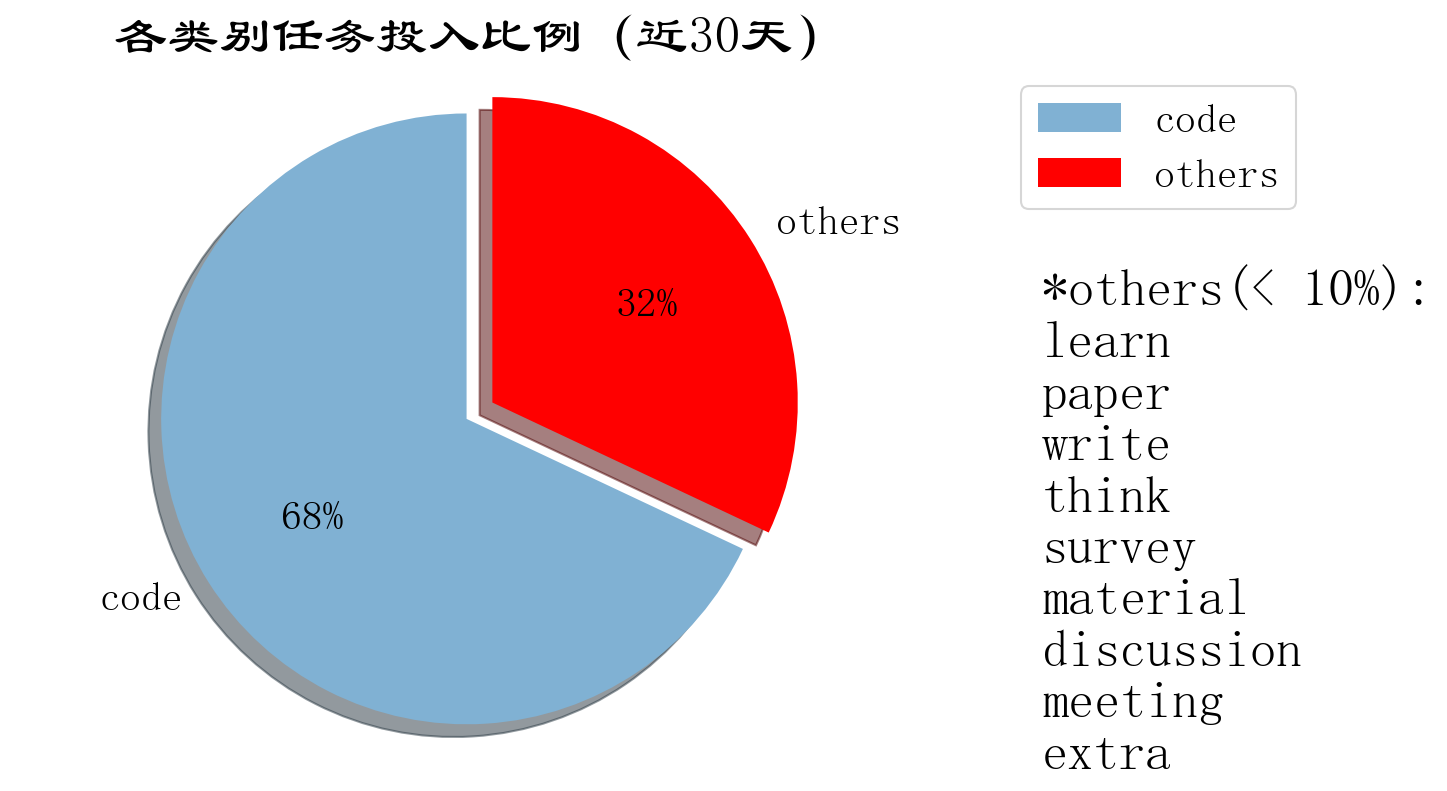 各类别任务投入比例 (近30天)
code
others
others
32%
68%
code
*others(< 10%):
learn
paper
write
think
survey
material
discussion
meeting
extra